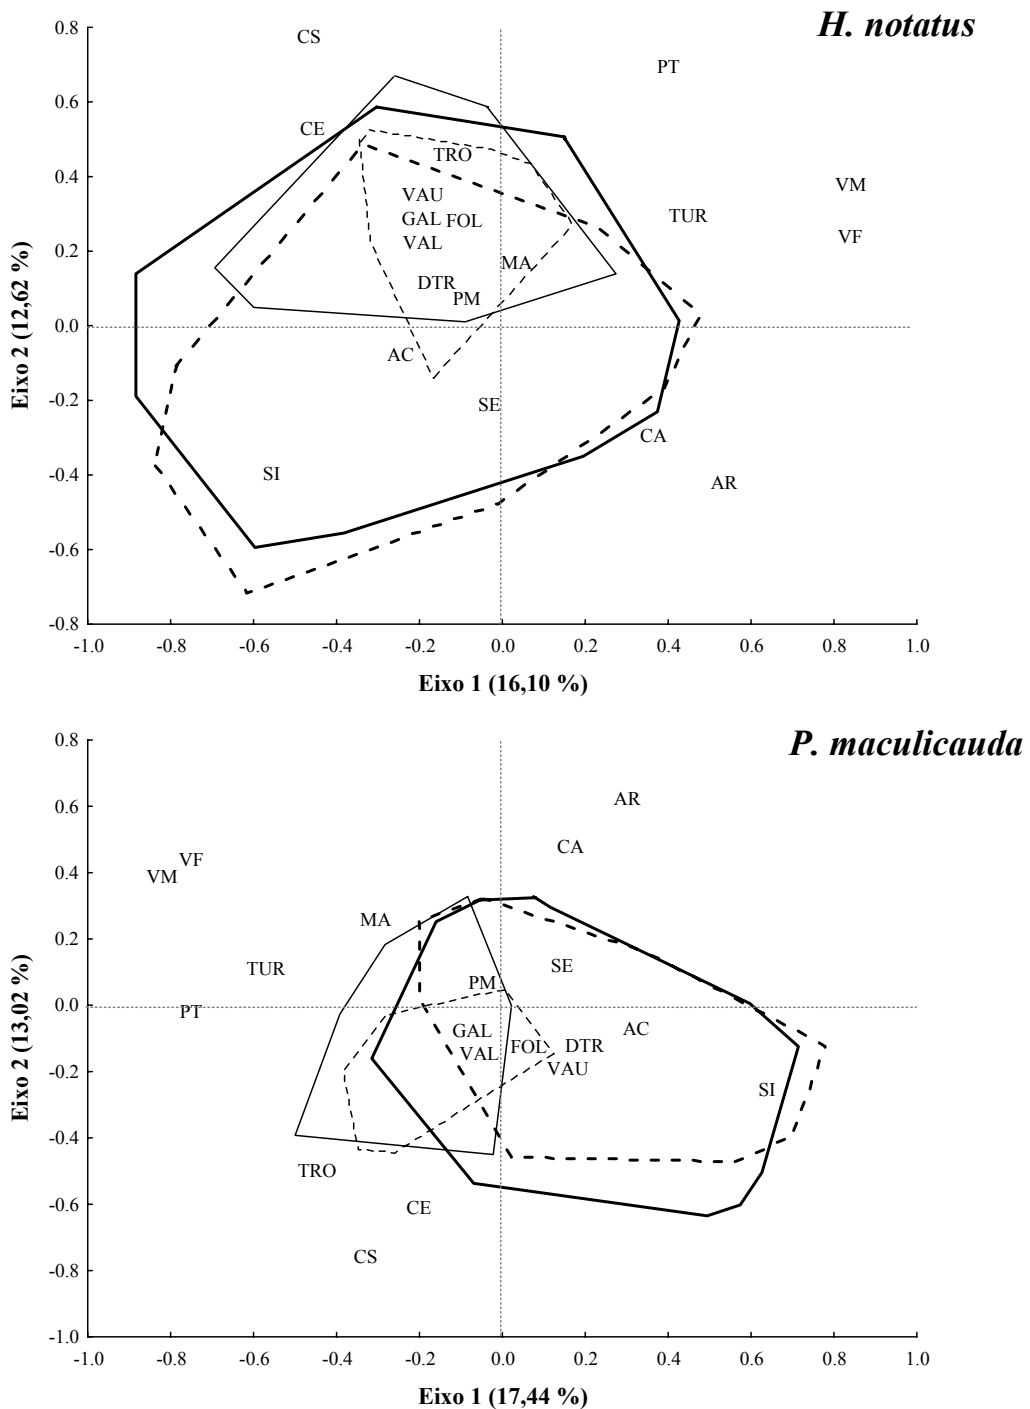 H. notatus
0.8
CS
PT
0.6
CE
TRO
0.4
VAU
VM
GAL FOL
TUR
0.2
VAL
VF
MA
DTR
PM
0.0
AC
-0.2
SE
CA
SI
-0.4
AR
-0.6
-0.8
Eixo 2 (12,62 %)
-1.0 -0.8 -0.6 -0.4 -0.2 0.0 0.2 0.4 0.6 0.8 1.0
Eixo 1 (16,10 %)
P. maculicauda
0.8
0.6
AR
CA
0.4
VF
VM
0.2
MA
TUR
SE
PM
0.0
PT
GAL
AC
VAL FOL DTR
VAU
-0.2
SI
-0.4
TRO
-0.6
CE
CS
-0.8
-1.0
Eixo 2 (13,02 %)
-1.0 -0.8 -0.6 -0.4 -0.2 0.0 0.2 0.4 0.6 0.8 1.0
Eixo 1 (17,44 %)